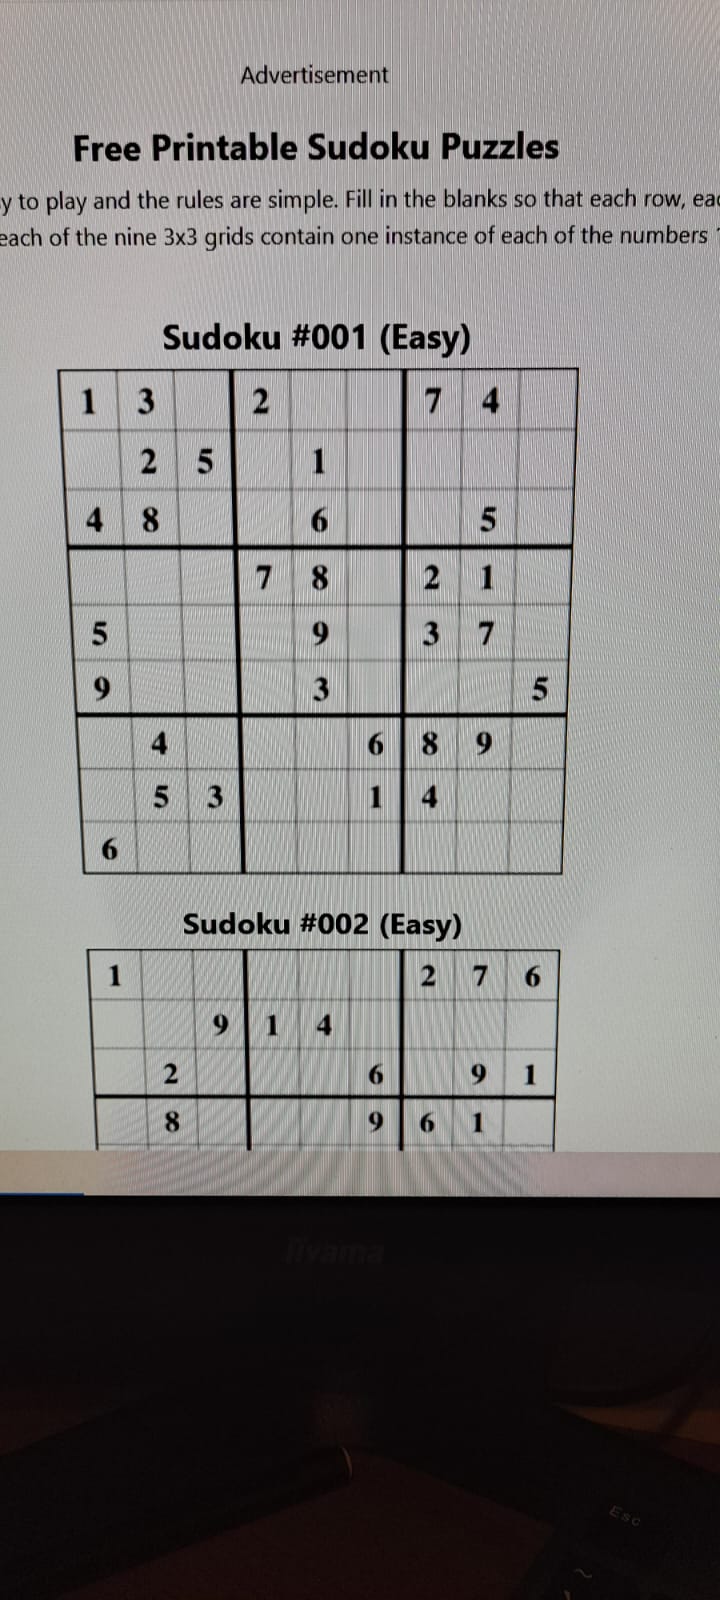 Advertisement
Free Printable Sudoku Puzzles
y to play and the rules are simple. Fill in the blanks so that each row, eac
each of the nine 3x3 grids contain one instance of each of the numbers
Sudoku #001 (Easy)
1 3 2 7 4
2 5 1
4 8 6 5
7 8 2 1
5 9 3 7
9 3 5
4 6 8 9
5 3 1 4
6
Sudoku #002 (Easy)
1 2 7 6
9 1 4
2 6 9 1
8 9 6 1
iiyama
Esc
~